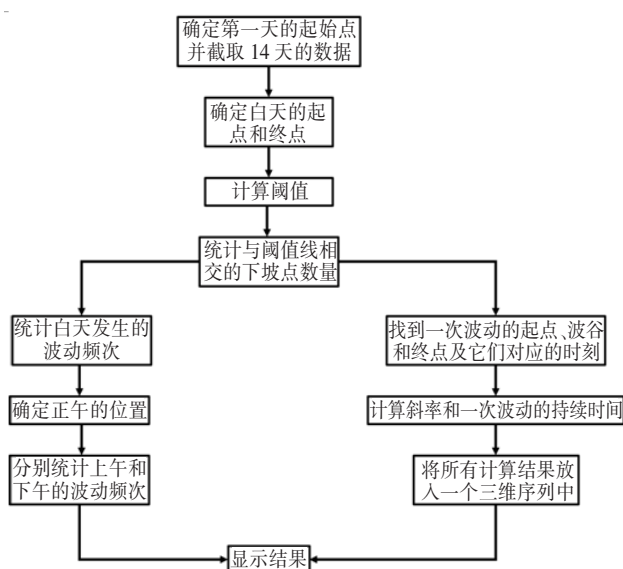 确定第一天的起始点
并截取 14 天的数据
确定白天的起
点和终点
计算阈值
统计与阈值线相
交的下坡点数量
统计白天发生的
波动频次
确定正午的位置
分别统计上午和
下午的波动频次
找到一次波动的起点、波谷
和终点及它们对应的时刻
计算斜率和一次波动的持续时间
将所有计算结果放
入一个三维序列中
显示结果